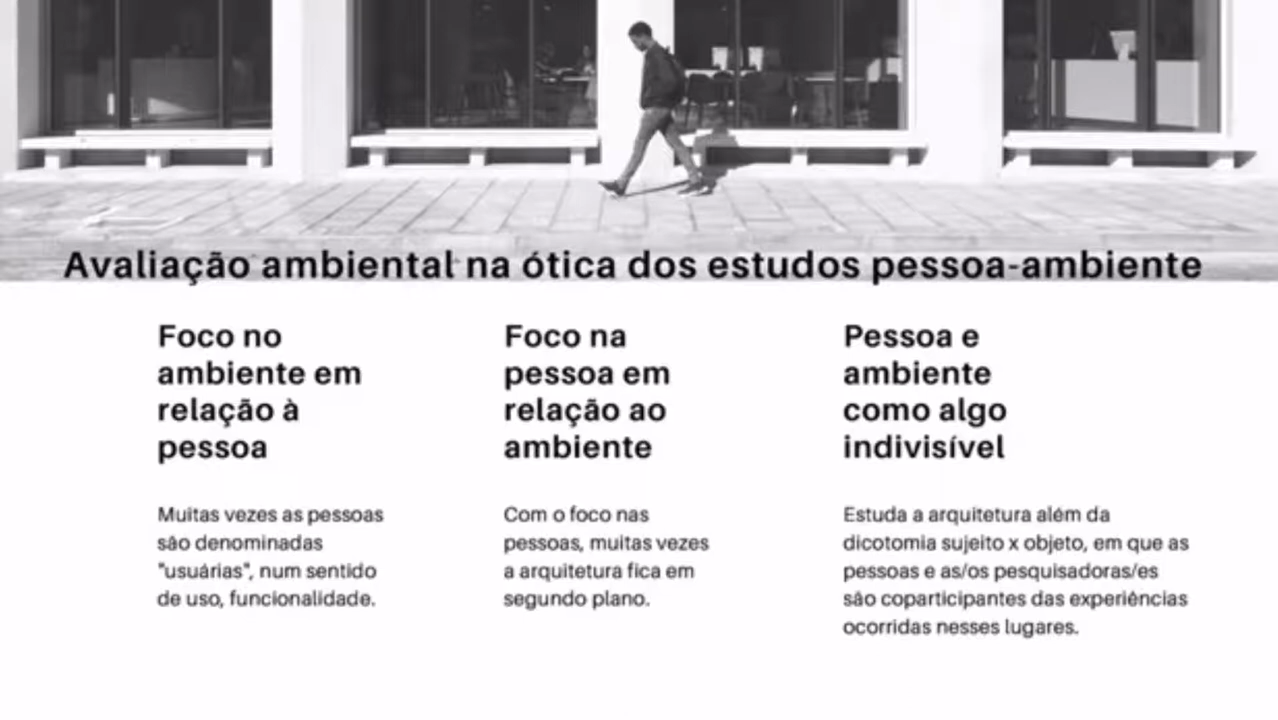 Avaliação ambiental na ótica dos estudos pessoa-ambiente
Foco no
ambiente em
relação à
pessoa
Muitas vezes as pessoas
são denominadas
"usuárias", num sentido
de uso, funcionalidade.
Foco na
pessoa em
relação ao
ambiente
Com o foco nas
pessoas, muitas vezes
a arquitetura fica em
segundo plano.
Pessoa e
ambiente
como algo
indivisível
Estuda a arquitetura além da
dicotomia sujeito x objeto, em que as
pessoas e as/os pesquisadoras/es
são coparticipantes das experiências
ocorridas nesses lugares.